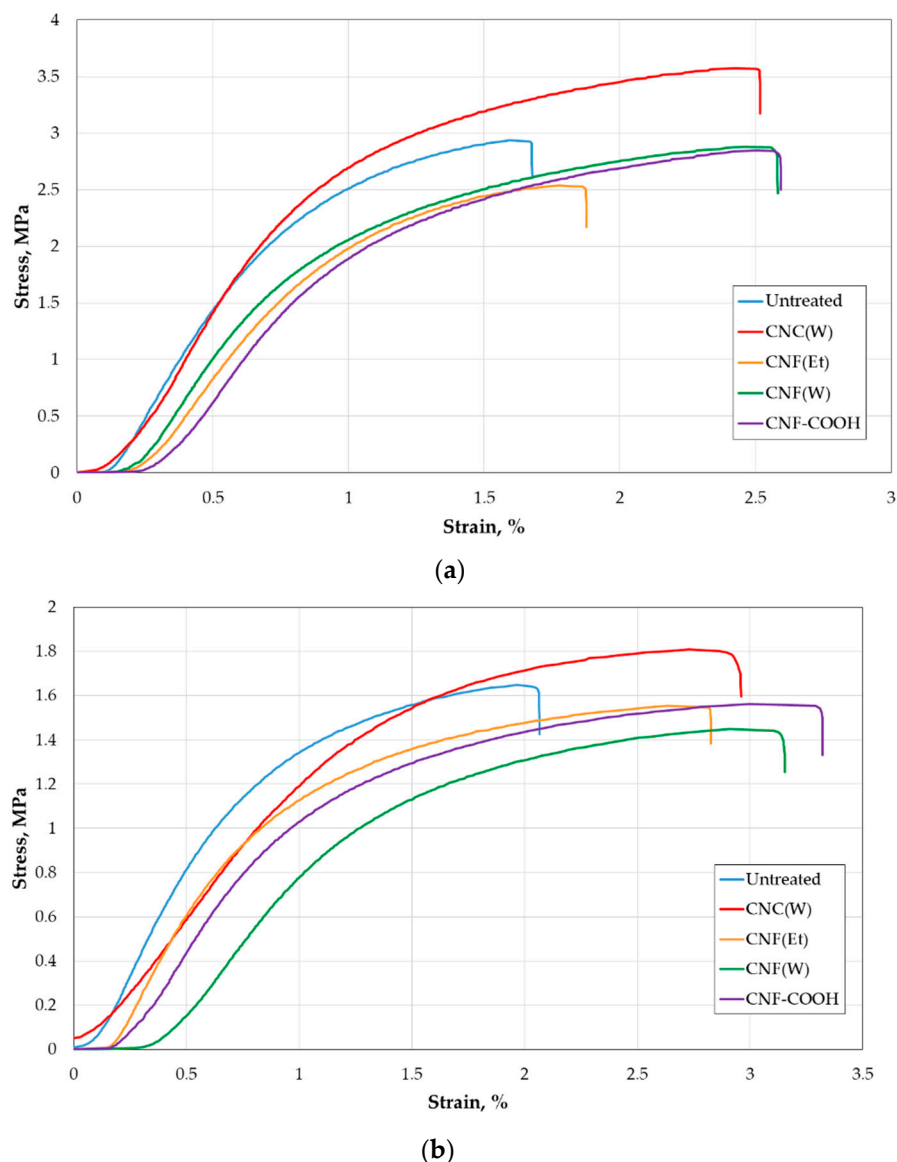 4
3.5
3
2.5
2
1.5
1
0.5
0
Stress, MPa
Untreated
CNC(W)
CNF(Et)
CNF(W)
CNF-COOH
0 0.5 1 1.5 2 2.5 3
Strain, %
(a)
2
1.8
1.6
1.4
1.2
1
0.8
0.6
0.4
0.2
0
Stress, MPa
Untreated
CNC(W)
CNF(Et)
CNF(W)
CNF-COOH
0 0.5 1 1.5 2 2.5 3 3.5
Strain, %
(b)